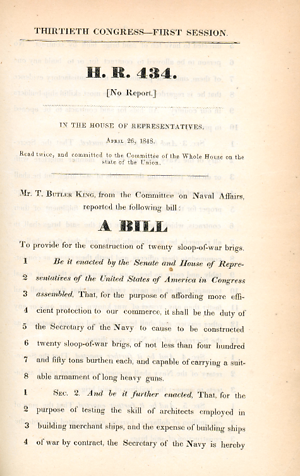 THIRTIETH CONGRESS—FIRST SESSION.
H. R. 434.
[No Report.]
IN THE HOUSE OF REPRESENTATIVES.
APRIL 26, 1848.
Read twice, and committed to the Committee of the Whole House on the
state of the Union.
Mr. T. BUTLER KING, from the Committee on Naval Affairs,
reported the following bill:
A BILL
To provide for the construction of twenty sloop-of-war brigs.
1 Be it enacted by the Senate and House of Repre-
2 sentatives of the United States of America in Congress
3 assembled, That, for the purpose of affording more effi-
4 cient protection to our commerce, it shall be the duty of
5 the Secretary of the Navy to cause to be constructed
6 twenty sloop-of-war brigs, of not less than four hundred
7 and fifty tons burthen each, and capable of carrying a suit-
8 able armament of long heavy guns.
1 SEC. 2. And be it further enacted, That, for the
2 purpose of testing the skill of architects employed in
3 building merchant ships, and the expense of building ships
4 of war by contract, the Secretary of the Navy is hereby